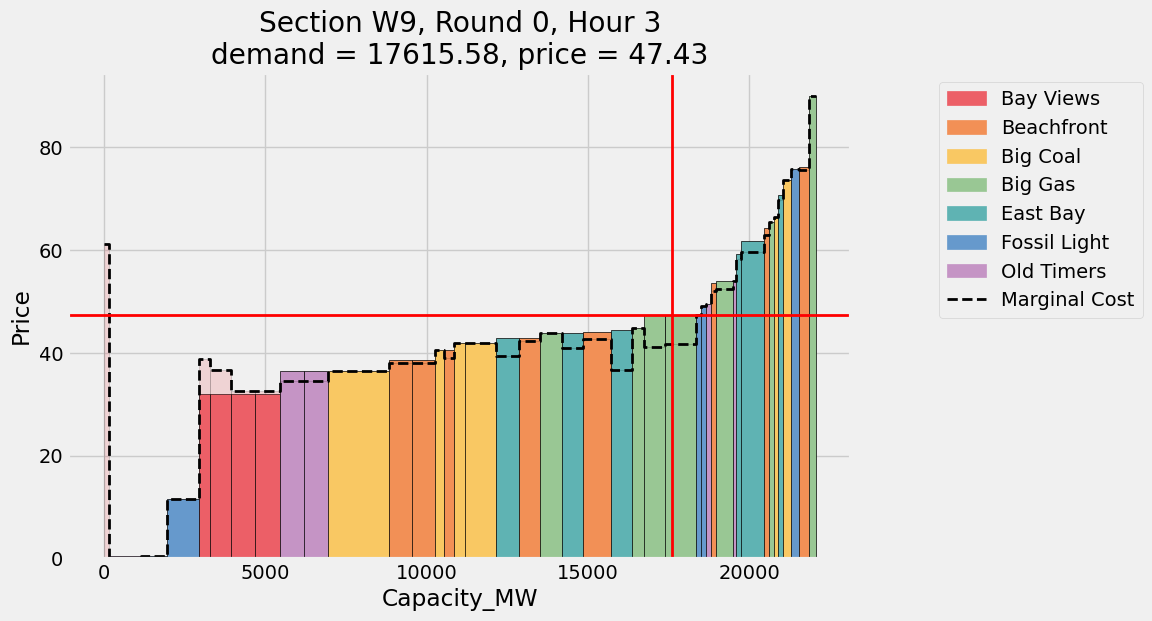 Section W9, Round 0, Hour 3
demand = 17615.58, price = 47.43
Price
80
60
40
20
0
0
5000
10000
15000
20000
Capacity_MW
Bay Views
Beachfront
Big Coal
Big Gas
East Bay
Fossil Light
Old Timers
Marginal Cost